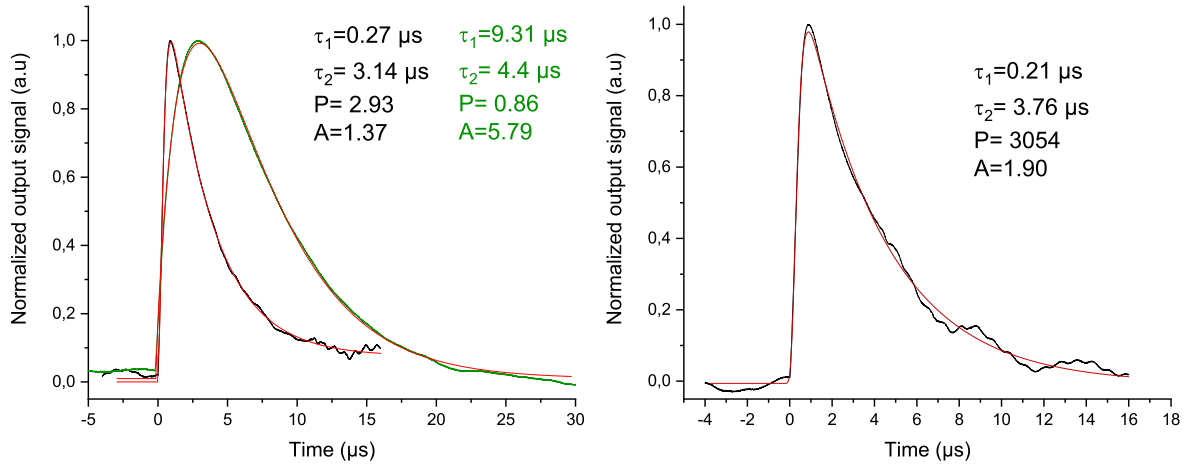 Normalized output signal (a.u)
1,0
0,8
0,6
0,4
0,2
0,0
-5
0
5
10
15
20
25
30
Time (µs)
τ1=0.27 µs
τ2= 3.14 µs
P= 2.93
A=1.37
τ1=9.31 µs
τ2= 4.4 µs
P= 0.86
A=5.79
Normalized output signal (a.u)
1,0
0,8
0,6
0,4
0,2
0,0
-4
-2
0
2
4
6
8
10
12
14
16
18
Time (µs)
τ1=0.21 µs
τ2= 3.76 µs
P= 3054
A=1.90